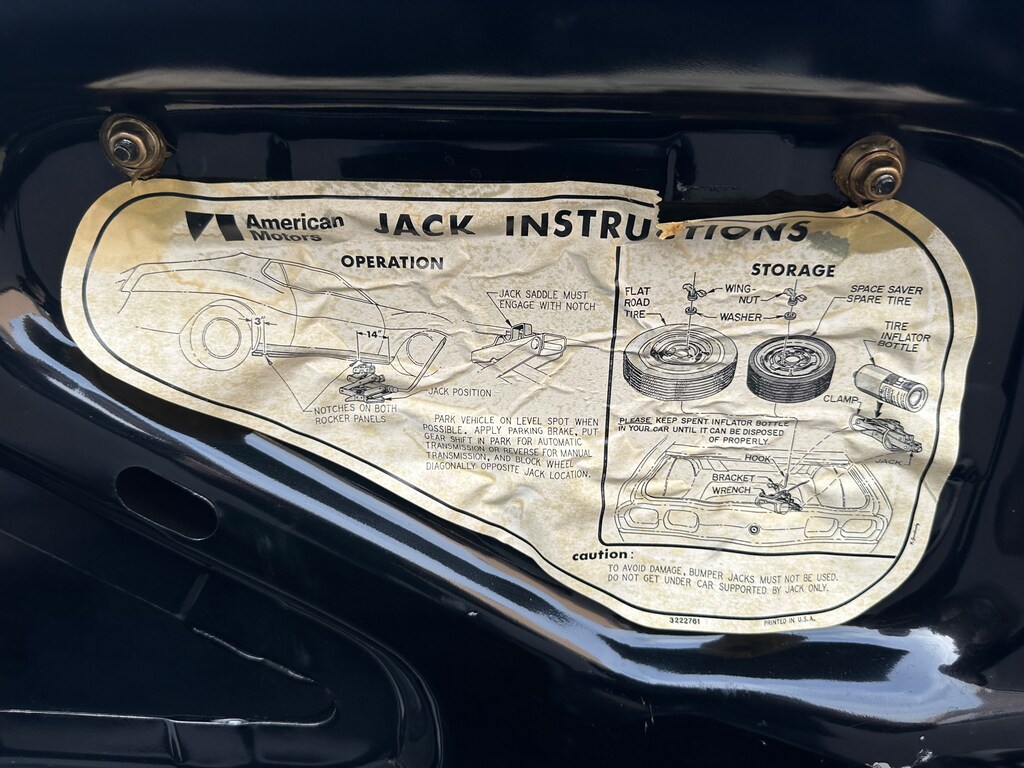 American
Motors
JACK INSTRUCTIONS
OPERATION
3"
14"
JACK SADDLE MUST
ENGAGE WITH NOTCH
JACK POSITION
NOTCHES ON BOTH
ROCKER PANELS
PARK VEHICLE ON LEVEL SPOT WHEN
POSSIBLE. APPLY PARKING BRAKE, PUT
GEAR SHIFT IN PARK FOR AUTOMATIC
TRANSMISSION OR REVERSE FOR MANUAL
TRANSMISSION, AND BLOCK WHEEL
DIAGONALLY OPPOSITE JACK LOCATION.
STORAGE
FLAT
ROAD
TIRE
WING-
NUT
WASHER
SPACE SAVER
SPARE TIRE
TIRE
INFLATOR
BOTTLE
CLAMP
JACK
PLEASE KEEP SPENT INFLATOR BOTTLE
IN YOUR CAR UNTIL IT CAN BE DISPOSED
OF PROPERLY.
HOOK
BRACKET
WRENCH
caution:
TO AVOID DAMAGE, BUMPER JACKS MUST NOT BE USED.
DO NOT GET UNDER CAR SUPPORTED BY JACK ONLY.
3222761
PRINTED IN U.S.A.